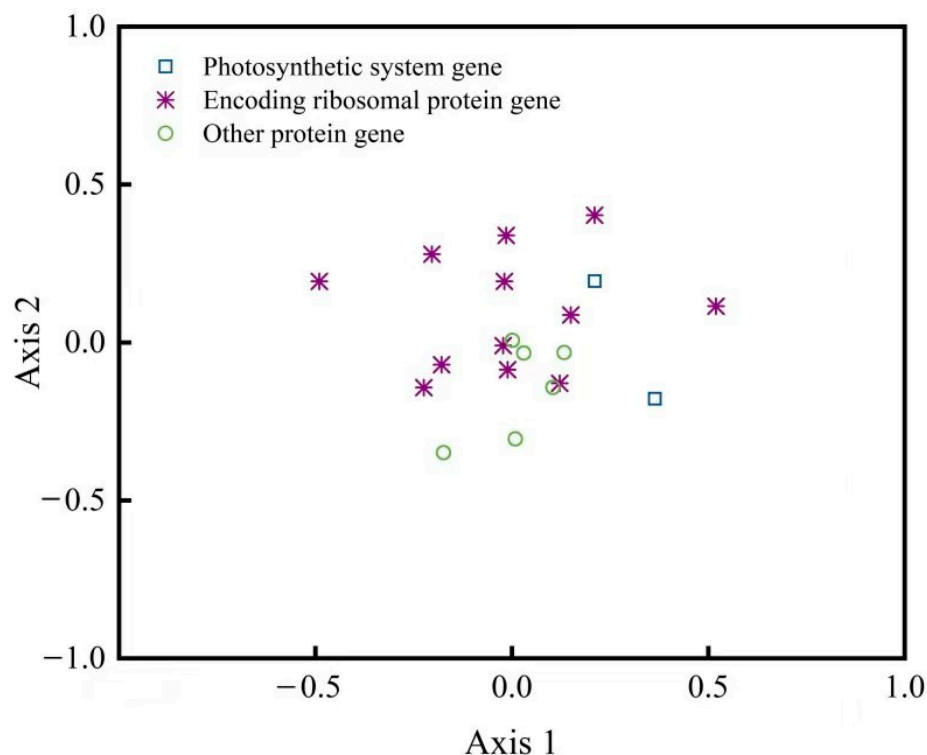 1.0
Photosynthetic system gene
Encoding ribosomal protein gene
Other protein gene
0.5
0.0
−0.5
−1.0
Axis 2
−0.5 0.0 0.5 1.0
Axis 1